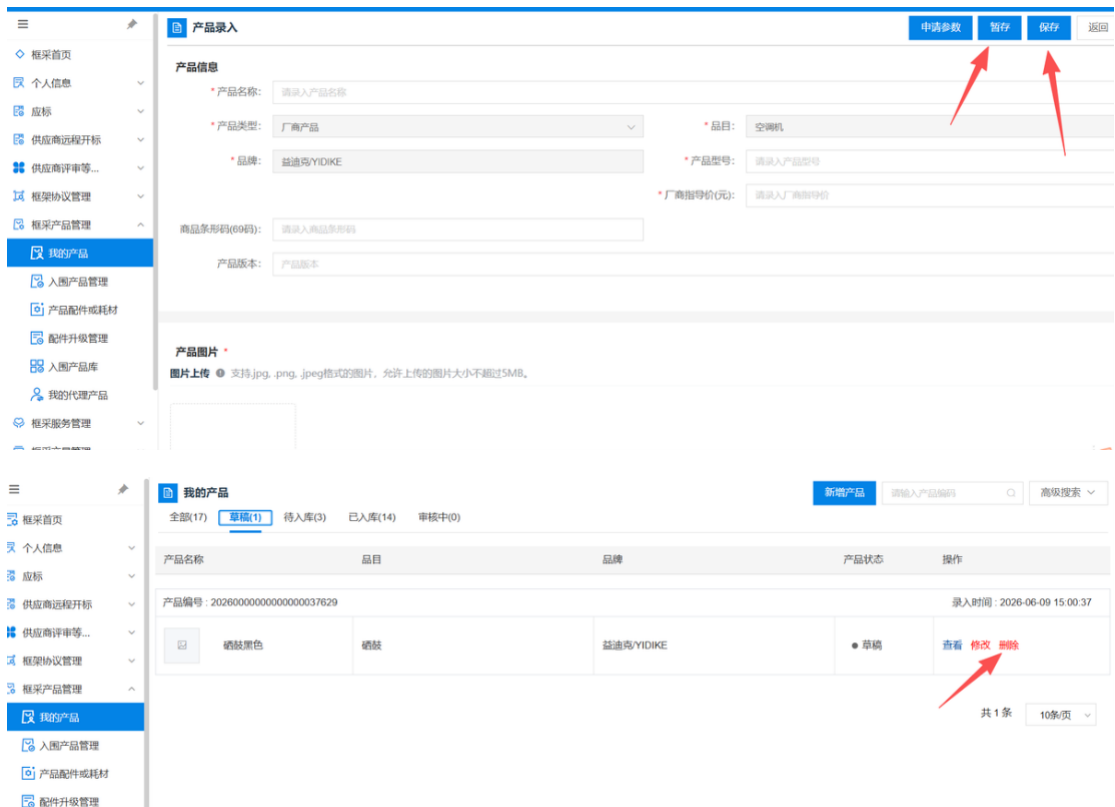 产品录入 申请参数 暂存 保存 返回
框采首页
个人信息
应标
供应商远程开标
供应商评审等...
框架协议管理
框采产品管理
我的产品
入围产品管理
产品配件或耗材
配件升级管理
入围产品库
我的代理产品
框采服务管理
产品信息
* 产品名称: 请录入产品名称
* 产品类型: 厂商产品 * 品目: 空调机
* 品牌: 益迪克/YIDIKE * 产品型号: 请录入产品型号
* 厂商指导价(元): 请录入厂商指导价
商品条形码(69码): 请录入商品条形码
产品版本: 产品版本
产品图片 *
图片上传 支持.jpg, .png, .jpeg格式的图片，允许上传的图片大小不超过5MB。
我的产品 新增产品 请输入产品编码 高级搜索
全部(17) 草稿(1) 待入库(3) 已入库(14) 审核中(0)
框采首页
个人信息
应标
供应商远程开标
供应商评审等...
框架协议管理
框采产品管理
我的产品
入围产品管理
产品配件或耗材
配件升级管理
产品名称 品目 品牌 产品状态 操作
产品编号 : 录入时间 : 2026-06-09 15:00:37
硒鼓黑色 硒鼓 益迪克/YIDIKE 草稿 查看 修改 删除
共 1 条 10条/页